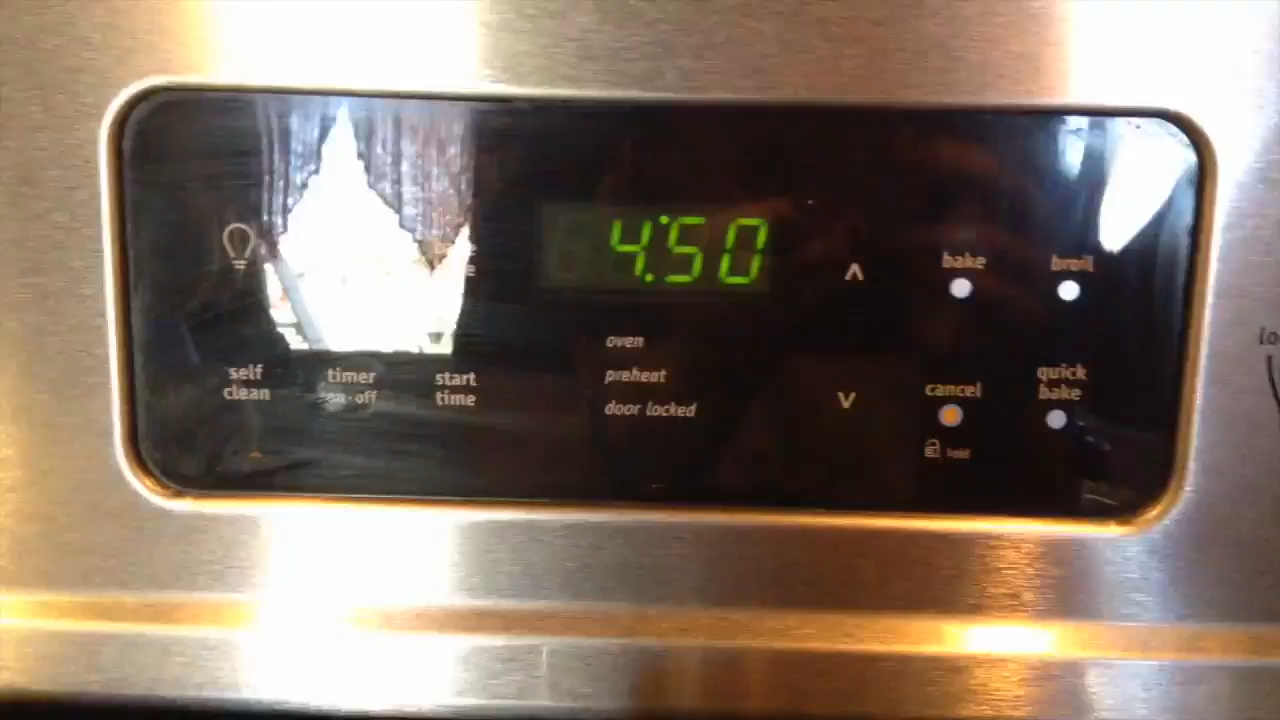 4:50
bake
broil
oven
preheat
door locked
self
clean
timer
on·off
start
time
cancel
quick
bake
hold